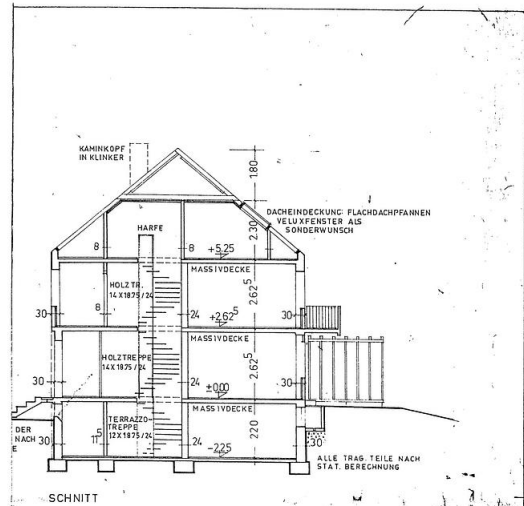 KAMINKOPF
IN KLINKER
1.80
DACHEINDECKUNG: FLACHDACHPFANNEN
VELUXFENSTER ALS
SONDERWUNSCH
2.30
HARFE
8
8
+5.25
MASSIVDECKE
HOLZTR.
14 X 1875 / 24
2.62⁵
30
8
24
+2.62⁵
30
MASSIVDECKE
HOLZTREPPE
14 X 1875 / 24
2.62⁵
30
24
±0.00
30
MASSIVDECKE
TERRAZZO-
TREPPE
12 X 1875 / 24
220
DER
NACH
E
30
11⁵
24
-2.25
30
ALLE TRAG. TEILE NACH
STAT. BERECHNUNG
SCHNITT